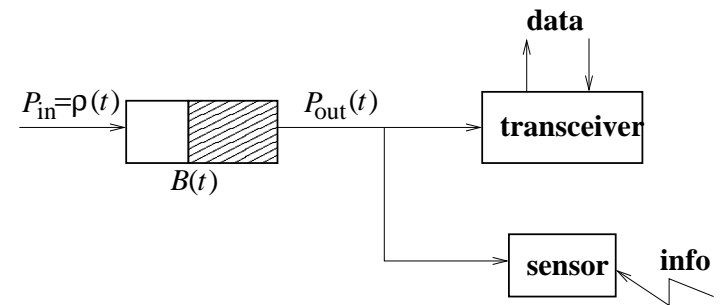 data
P_in=ρ(t)
P_out(t)
transceiver
B(t)
sensor
info